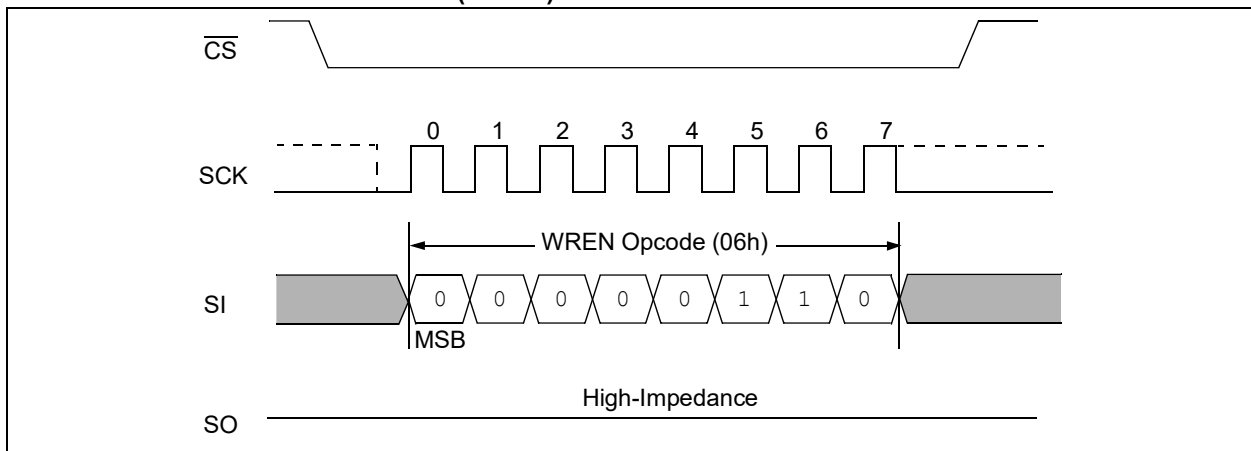 CS
0 1 2 3 4 5 6 7
SCK
WREN Opcode (06h)
SI
0 0 0 0 0 1 1 0
MSB
High-Impedance
SO